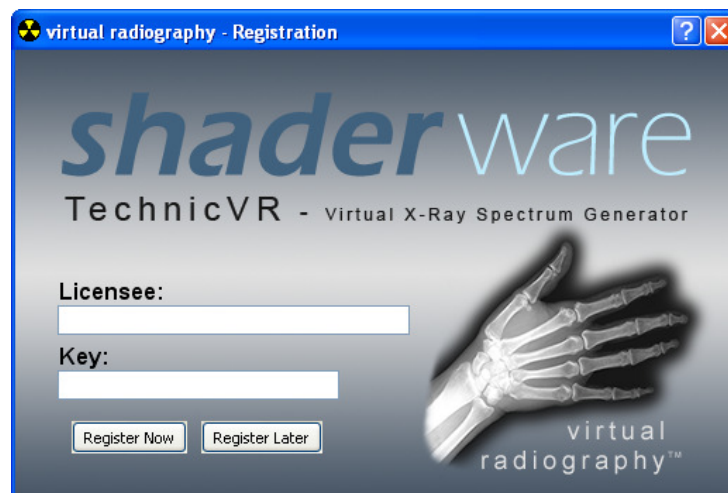 virtual radiography - Registration
shaderware
TechnicVR - Virtual X-Ray Spectrum Generator
Licensee:
Key:
Register Now Register Later
virtual
radiography™